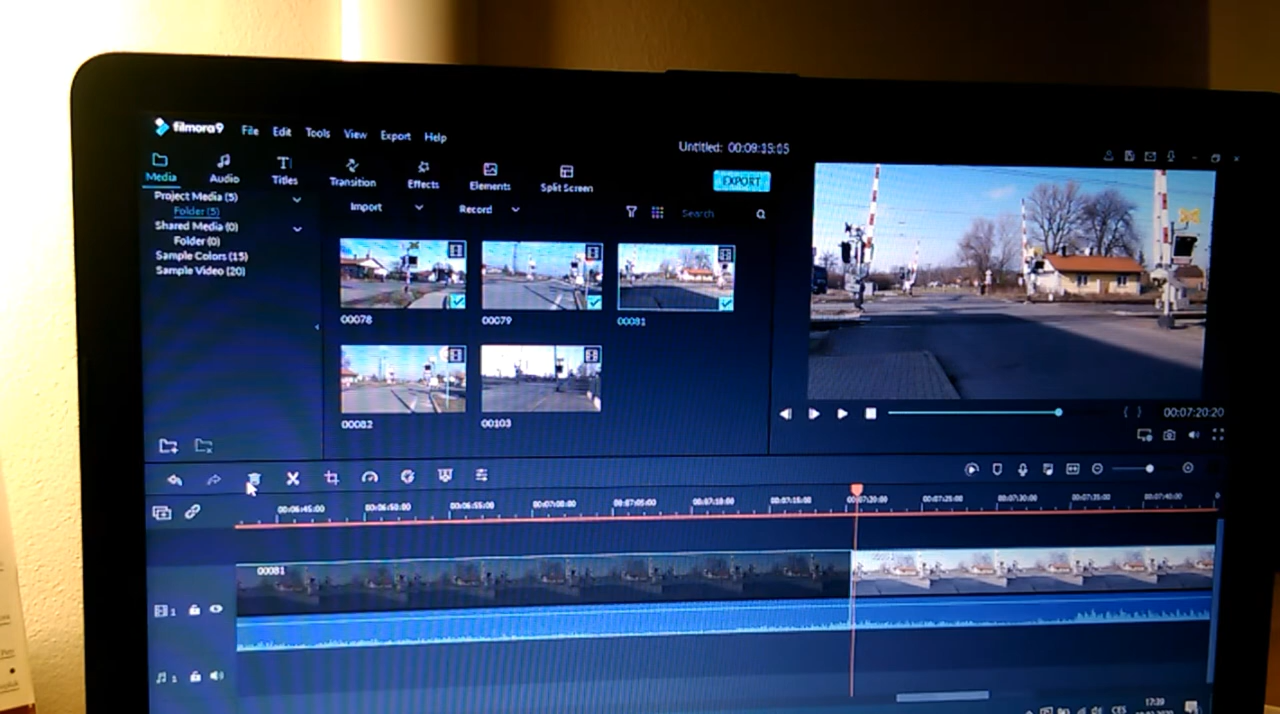 filmora9 File Edit Tools View Export Help
Untitled: 00:09:15:05
Media Audio Titles Transition Effects Elements Split Screen
EXPORT
Project Media (5)
Folder (5)
Shared Media (0)
Folder (0)
Sample Colors (15)
Sample Video (20)
Import Record Search
00078 00079 00081
00082 00103
00:07:20:20
00:06:45:00 00:06:50:00 00:06:55:00 00:07:00:00 00:07:05:00 00:07:10:00 00:07:15:00 00:07:20:00 00:07:25:00 00:07:30:00 00:07:35:00 00:07:40:00
00081
1
1
CES 17:39